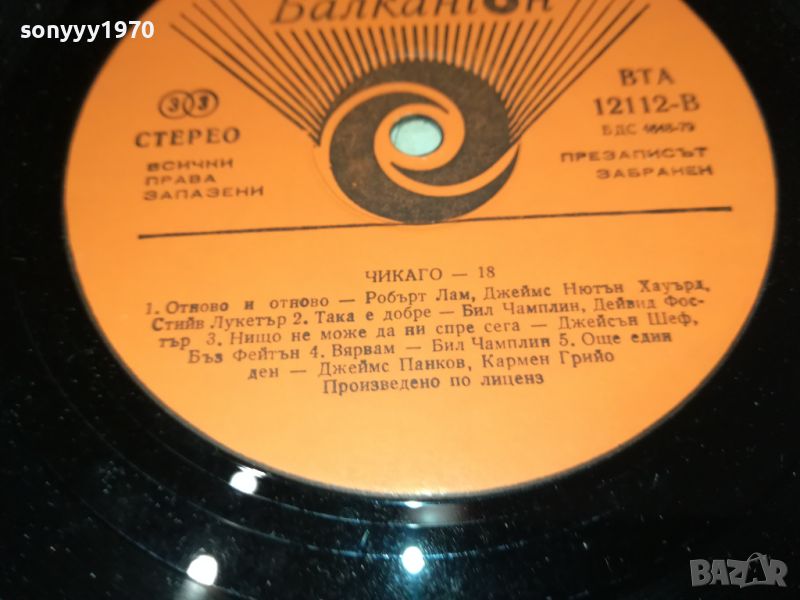 sonyyy1970
Балкантон
33
СТЕРЕО
ВСИЧКИ
ПРАВА
ЗАПАЗЕНИ
ВТА
12112-В
БДС 4848-79
ПРЕЗАПИСЪТ
ЗАБРАНЕН
ЧИКАГО — 18
1. Отново и отново — Робърт Лам, Джеймс Нютън Хауърд,
Стийв Лукетър 2. Така е добре — Бил Чамплин, Дейвид Фос-
тър 3. Нищо не може да ни спре сега — Джейсън Шеф,
Бъз Фейтън 4. Вярвам — Бил Чамплин 5. Още един
ден — Джеймс Панков, Кармен Грийо
Произведено по лиценз
BAZAR